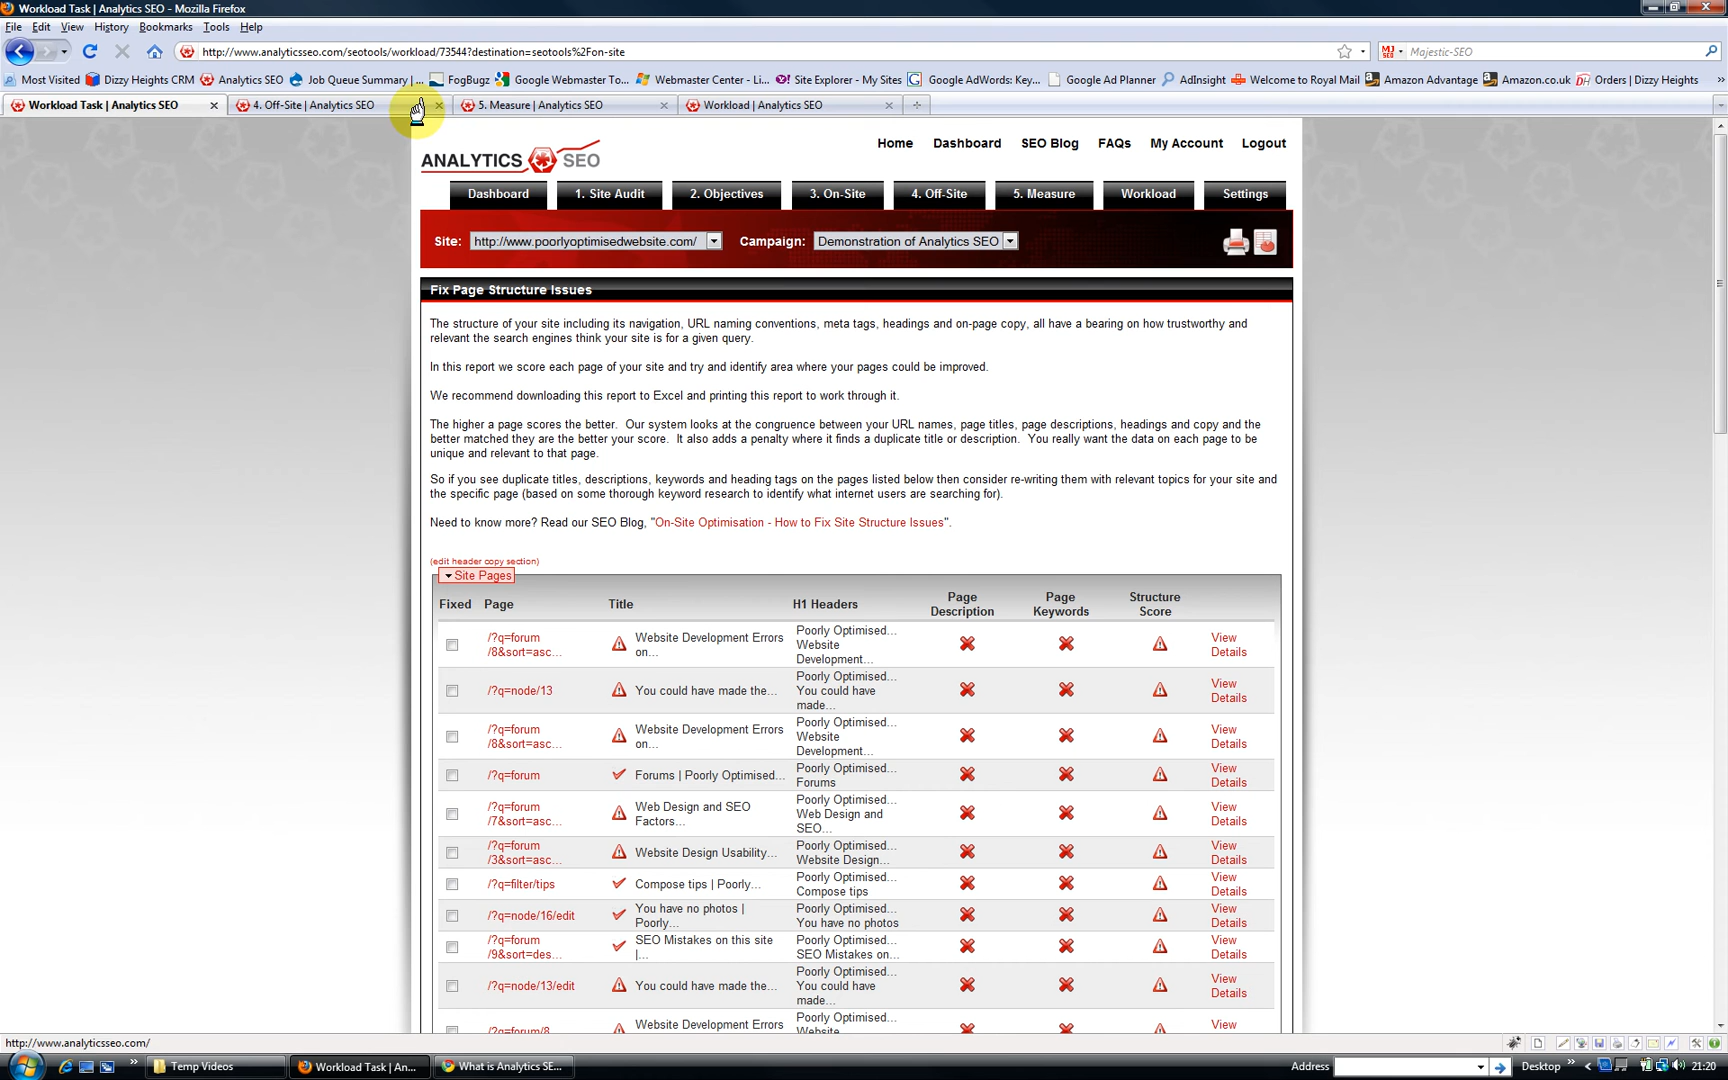 Workload Task | Analytics SEO - Mozilla Firefox
File Edit View History Bookmarks Tools Help
http://www.analyticsseo.com/seotools/workload/73544?destination=seotools%2Fon-site
Majestic-SEO
Most Visited Dizzy Heights CRM Analytics SEO Job Queue Summary | ... FogBugz Google Webmaster To... Webmaster Center - Li... Site Explorer - My Sites Google AdWords: Key... Google Ad Planner AdInsight Welcome to Royal Mail Amazon Advantage Amazon.co.uk Orders | Dizzy Heights
Workload Task | Analytics SEO 4. Off-Site | Analytics SEO 5. Measure | Analytics SEO Workload | Analytics SEO
Home Dashboard SEO Blog FAQs My Account Logout
ANALYTICS SEO
Dashboard 1. Site Audit 2. Objectives 3. On-Site 4. Off-Site 5. Measure Workload Settings
Site: http://www.poorlyoptimisedwebsite.com/ Campaign: Demonstration of Analytics SEO
Fix Page Structure Issues
The structure of your site including its navigation, URL naming conventions, meta tags, headings and on-page copy, all have a bearing on how trustworthy and
relevant the search engines think your site is for a given query.
In this report we score each page of your site and try and identify area where your pages could be improved.
We recommend downloading this report to Excel and printing this report to work through it.
The higher a page scores the better. Our system looks at the congruence between your URL names, page titles, page descriptions, headings and copy and the
better matched they are the better your score. It also adds a penalty where it finds a duplicate title or description. You really want the data on each page to be
unique and relevant to that page.
So if you see duplicate titles, descriptions, keywords and heading tags on the pages listed below then consider re-writing them with relevant topics for your site and
the specific page (based on some thorough keyword research to identify what internet users are searching for).
Need to know more? Read our SEO Blog, "On-Site Optimisation - How to Fix Site Structure Issues".
(edit header copy section)
Site Pages
Fixed Page Title H1 Headers Page Description Page Keywords Structure Score
/?q=forum
/8&sort=asc...
Website Development Errors
on...
Poorly Optimised...
Website
Development...
View
Details
/?q=node/13
You could have made the...
Poorly Optimised...
You could have
made...
View
Details
/?q=forum
/8&sort=asc...
Website Development Errors
on...
Poorly Optimised...
Website
Development...
View
Details
/?q=forum
Forums | Poorly Optimised...
Poorly Optimised...
Forums
View
Details
/?q=forum
/7&sort=asc...
Web Design and SEO
Factors...
Poorly Optimised...
Web Design and
SEO...
View
Details
/?q=forum
/3&sort=asc...
Website Design Usability...
Poorly Optimised...
Website Design...
View
Details
/?q=filter/tips
Compose tips | Poorly...
Poorly Optimised...
Compose tips
View
Details
/?q=node/16/edit
You have no photos |
Poorly...
Poorly Optimised...
You have no photos
View
Details
/?q=forum
/9&sort=des...
SEO Mistakes on this site
|...
Poorly Optimised...
SEO Mistakes on...
View
Details
/?q=node/13/edit
You could have made the...
Poorly Optimised...
You could have
made...
View
Details
/?q=forum/8
Website Development Errors
Poorly Optimised...
Website
View
http://www.analyticsseo.com/
Temp Videos Workload Task | An... What is Analytics SE... Address Desktop 21:20